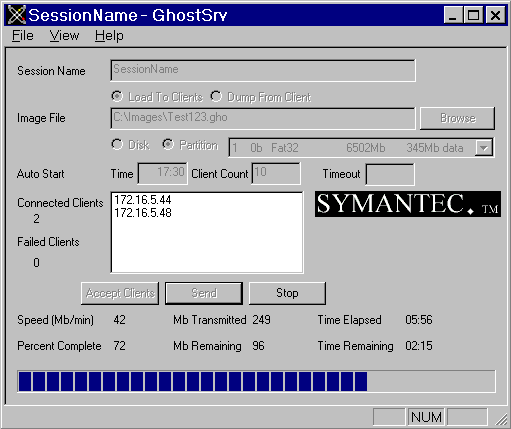 SessionName - GhostSrv
File View Help
Session Name SessionName
Load To Clients Dump From Client
Image File C:\Images\Test123.gho Browse
Disk Partition 1 0b Fat32 6502Mb 345Mb data
Auto Start Time 17:30 Client Count 10 Timeout
Connected Clients 172.16.5.44 SYMANTEC. TM
2 172.16.5.48
Failed Clients
0
Accept Clients Send Stop
Speed (Mb/min) 42 Mb Transmitted 249 Time Elapsed 05:56
Percent Complete 72 Mb Remaining 96 Time Remaining 02:15
NUM